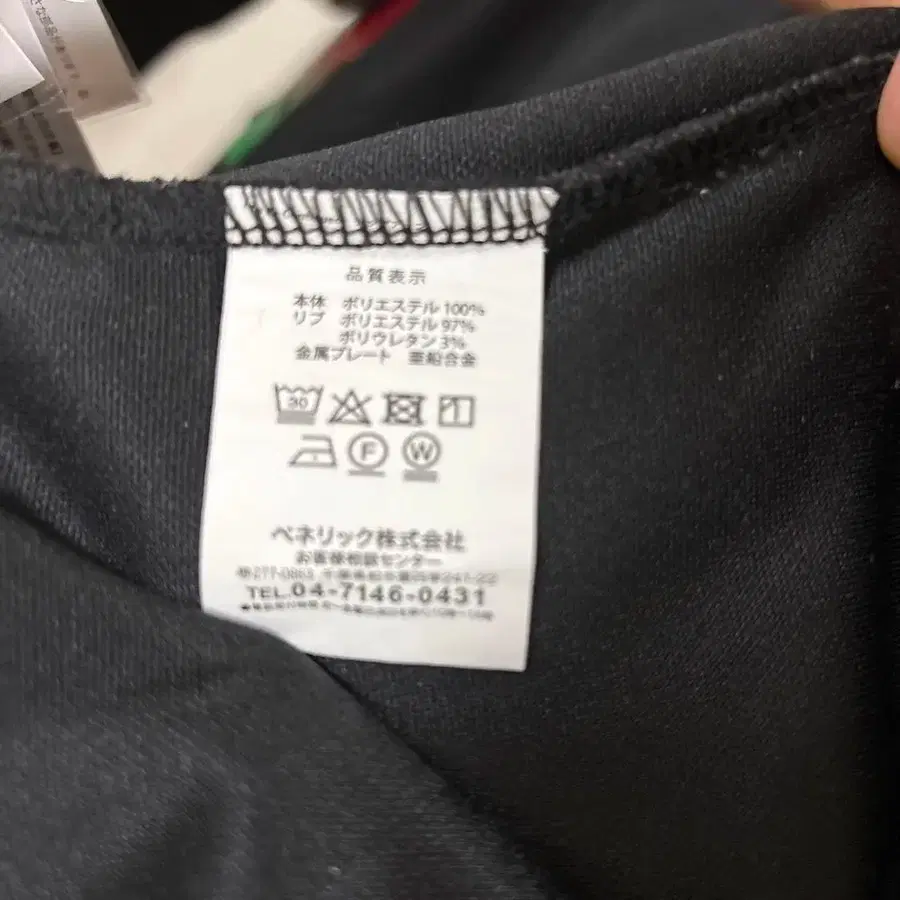 品質表示
本体 ポリエステル 100%
リブ ポリエステル 97%
ポリウレタン 3%
金属プレート 亜鉛合金
30
F W
ベネリック株式会社
お客様相談センター
〒277-0863
TEL.04-7146-0431